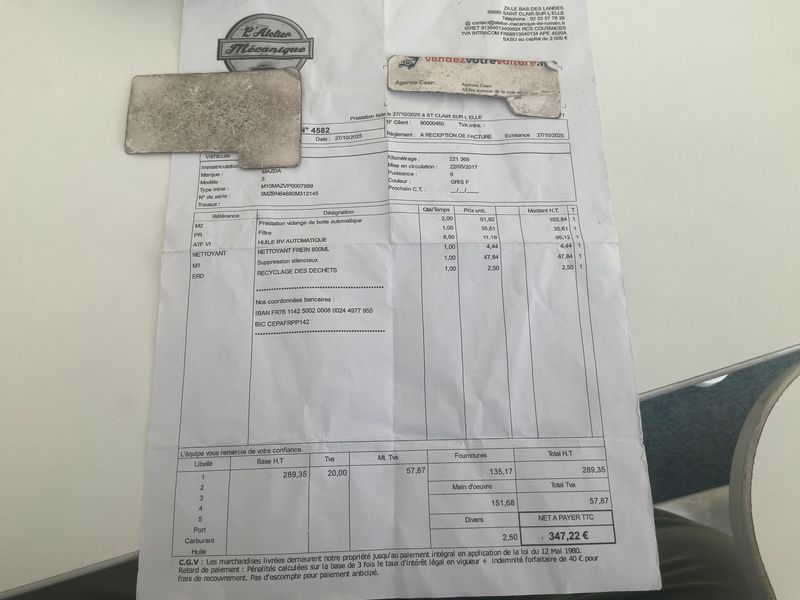 L'Atelier
Mécanique
ZA LE BAS DES LANDES
50680 SAINT CLAIR SUR L ELLE
Téléphone : 02 33 97 78 28
@ contact@atelier-mecanique-de-romain.fr
SIRET 91354013400024 RCS COUTANCES
TVA INTRACOM FR68913540134 APE 4520A
SASU au capital de 2.000 €
vendezvotrevoiture.fr
Agence Caen
Agence Caen
Prestation faite le 27/10/2025 à ST CLAIR SUR L ELLE
N° 4582
Date : 27/10/2025
N° Client : 00000460 TVA intra. :
Règlement : A RECEPTION DE FACTURE Echéance 27/10/2025
Véhicule
Immatriculation
Marque : MAZDA
Modèle : 3
Type mine : M10MAZVP0007989
N° de série : 3MZBN64680M312145
Travaux :
Kilométrage : 221 369
Mise en circulation : 22/05/2017
Puissance : 6
Couleur : GRIS F
Prochain C.T. : __/__/__
Référence Désignation Qté/Temps Prix unit. Montant H.T. T
M2 Prestation vidange de boite automatique 2,00 51,92 103,84 1
PR Filtre 1,00 35,61 35,61 1
ATF VI HUILE BV AUTOMATIQUE 8,50 11,19 95,12 1
NETTOYANT NETTOYANT FREIN 600ML 1,00 4,44 4,44 1
M1 Suppression silencieux 1,00 47,84 47,84 1
ERD RECYCLAGE DES DECHETS 1,00 2,50 2,50 1
Nos coordonnées bancaires :
IBAN FR76 1142 5002 0008 0024 4977 955
BIC CEPAFRPP142
L'équipe vous remercie de votre confiance.
Libellé Base H.T Tva Mt. Tva Fournitures Total H.T
1 289,35 20,00 57,87 135,17 289,35
2 Main d'oeuvre Total Tva
3
4 151,68 57,87
5 Divers NET A PAYER TTC
Port
Carburant 2,50 347,22 €
Huile
C.G.V : Les marchandises livrées demeurent notre propriété jusqu'au paiement intégral en application de la loi du 12 Mai 1980.
Retard de paiement : Pénalités calculées sur la base de 3 fois le taux d'intérêt légal en vigueur + indemnité forfaitaire de 40 € pour
frais de recouvrement. Pas d'escompte pour paiement anticipé.